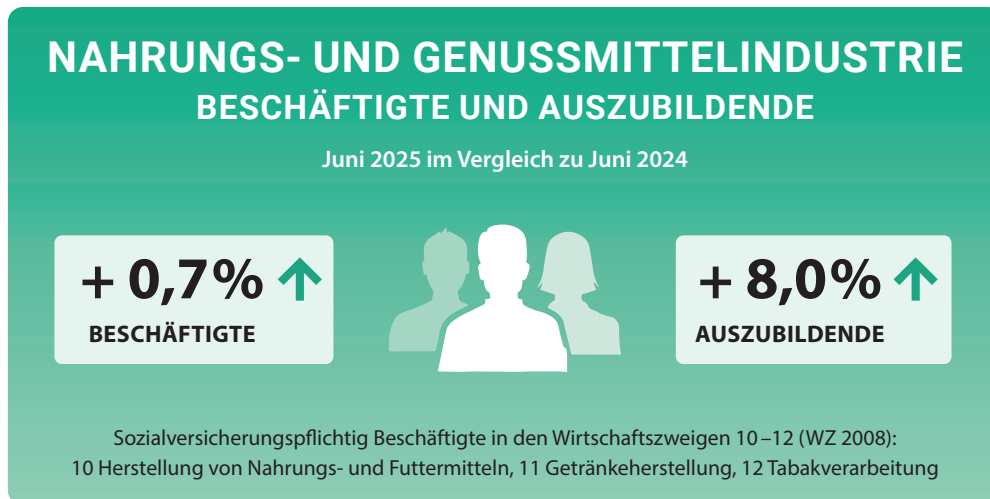 NAHRUNGS- UND GENUSSMITTELINDUSTRIE
BESCHÄFTIGTE UND AUSZUBILDENDE
Juni 2025 im Vergleich zu Juni 2024
+ 0,7% ↑
BESCHÄFTIGTE
+ 8,0% ↑
AUSZUBILDENDE
Sozialversicherungspflichtig Beschäftigte in den Wirtschaftszweigen 10–12 (WZ 2008):
10 Herstellung von Nahrungs- und Futtermitteln, 11 Getränkeherstellung, 12 Tabakverarbeitung